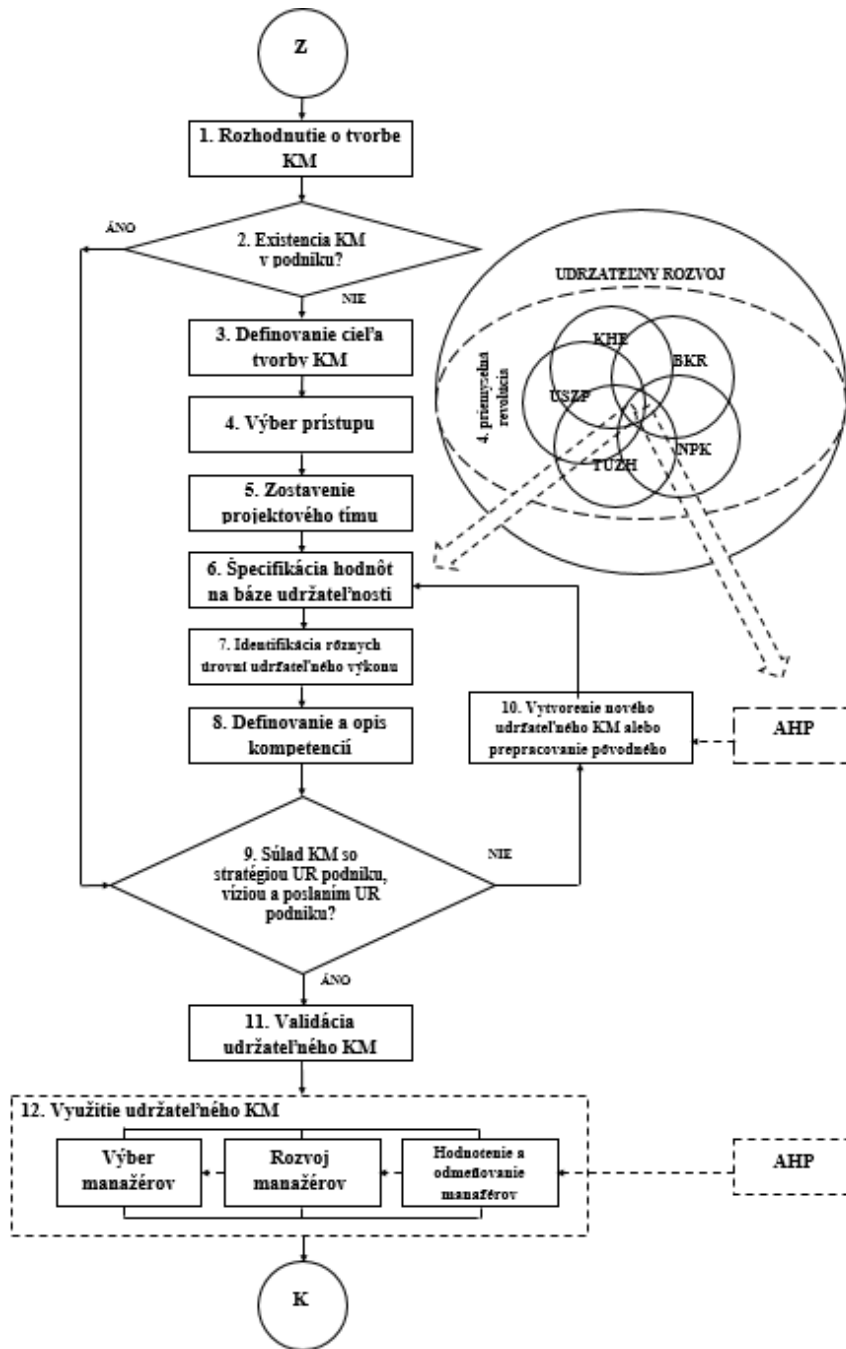 Z
1. Rozhodnutie o tvorbe
KM
ÁNO
2. Existencia KM
v podniku?
NIE
3. Definovanie cieľa
tvorby KM
4. Výber prístupu
5. Zostavenie
projektového tímu
6. Špecifikácia hodnôt
na báze udržateľnosti
7. Identifikácia rôznych
úrovní udržateľného výkonu
8. Definovanie a opis
kompetencií
UDRZATEĽNY ROZVOJ
4. priemyselna
revolúcia
KHE
BKR
USZP
NPK
TUZH
10. Vytvorenie nového
udržateľného KM alebo
prepracovanie pôvodného
AHP
9. Súlad KM so
stratégiou UR podniku,
víziou a poslaním UR
podniku?
NIE
ÁNO
11. Validácia
udržateľného KM
12. Využitie udržateľného KM
Výber
manažérov
Rozvoj
manažérov
Hodnotenie a
odmeňovanie
manažérov
AHP
K